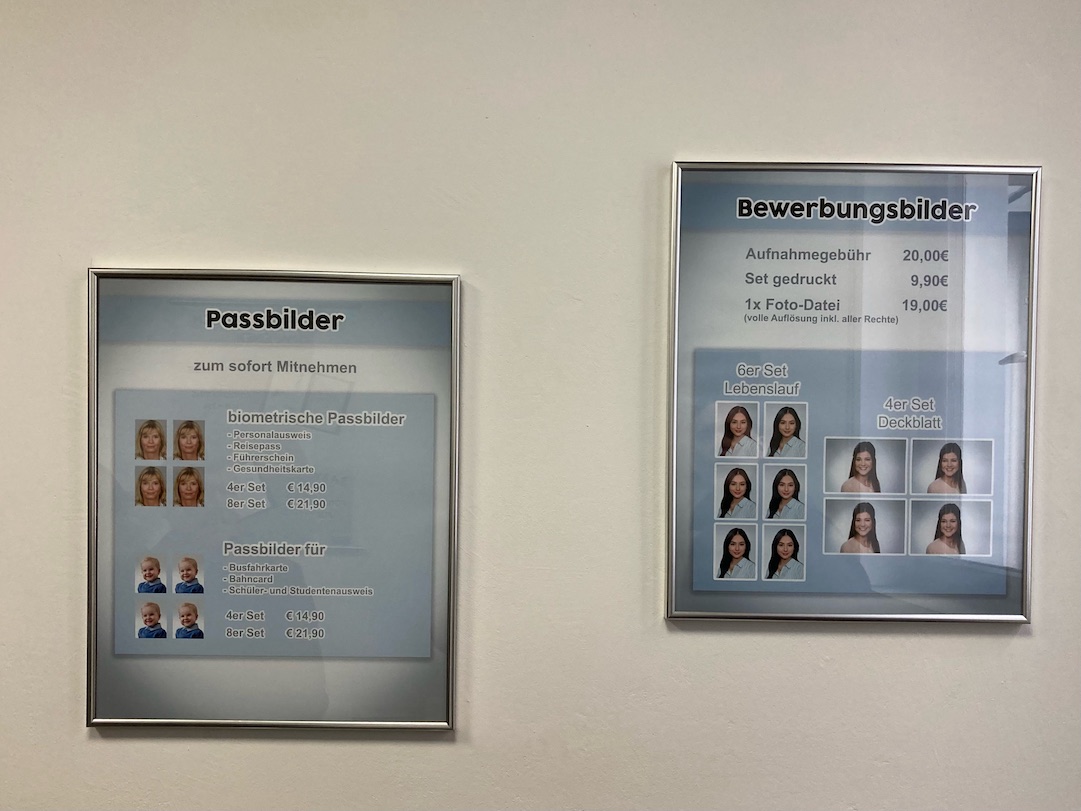 Passbilder
zum sofort Mitnehmen
biometrische Passbilder
- Personalausweis
- Reisepass
- Führerschein
- Gesundheitskarte
4er Set € 14,90
8er Set € 21,90
Passbilder für
- Busfahrkarte
- Bahncard
- Schüler- und Studentenausweis
4er Set € 14,90
8er Set € 21,90
Bewerbungsbilder
Aufnahmegebühr 20,00€
Set gedruckt 9,90€
1x Foto-Datei 19,00€
(volle Auflösung inkl. aller Rechte)
6er Set
Lebenslauf
4er Set
Deckblatt